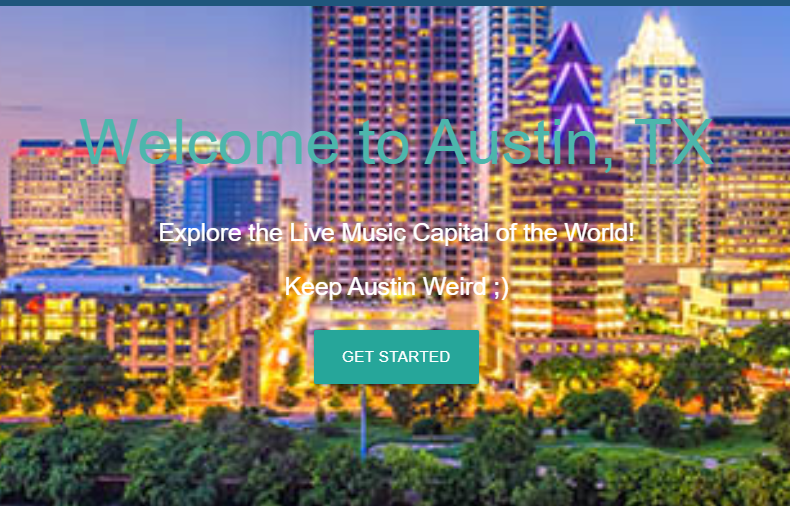 Welcome to Austin, TX
Explore the Live Music Capital of the World!
Keep Austin Weird ;)
GET STARTED